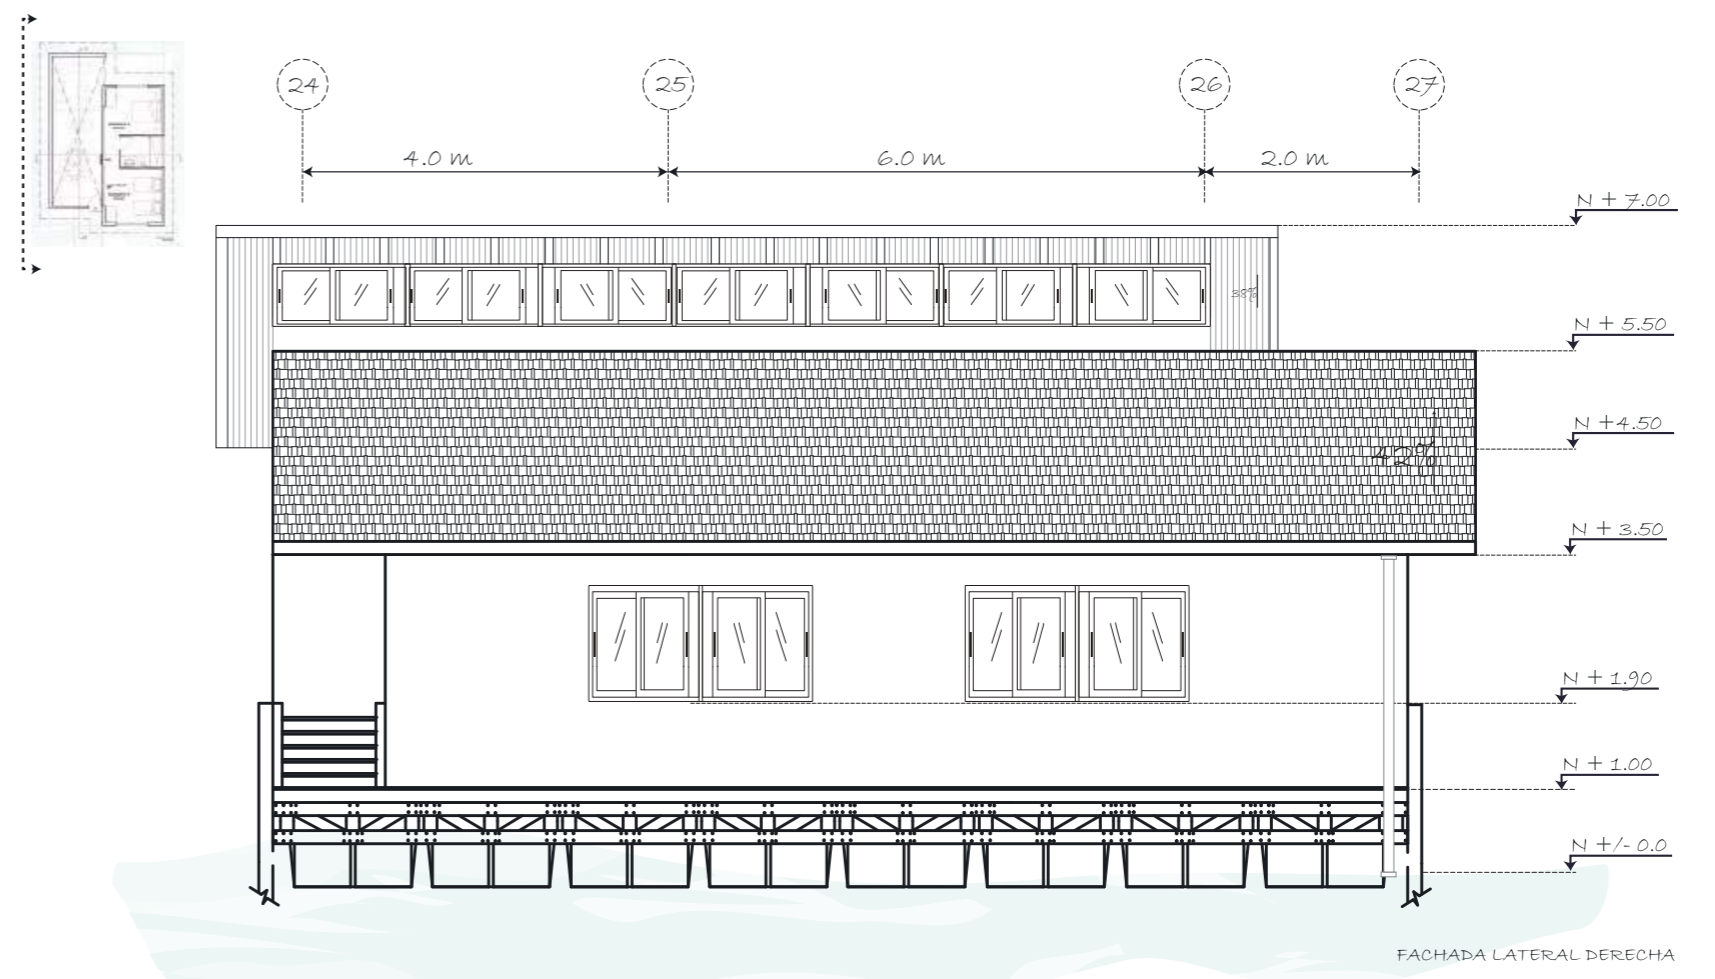 24
25
26
27
4.0 m
6.0 m
2.0 m
N + 7.00
38%
N + 5.50
N +4.50
42%
N + 3.50
N + 1.90
N + 1.00
N +/- 0.0
FACHADA LATERAL DERECHA